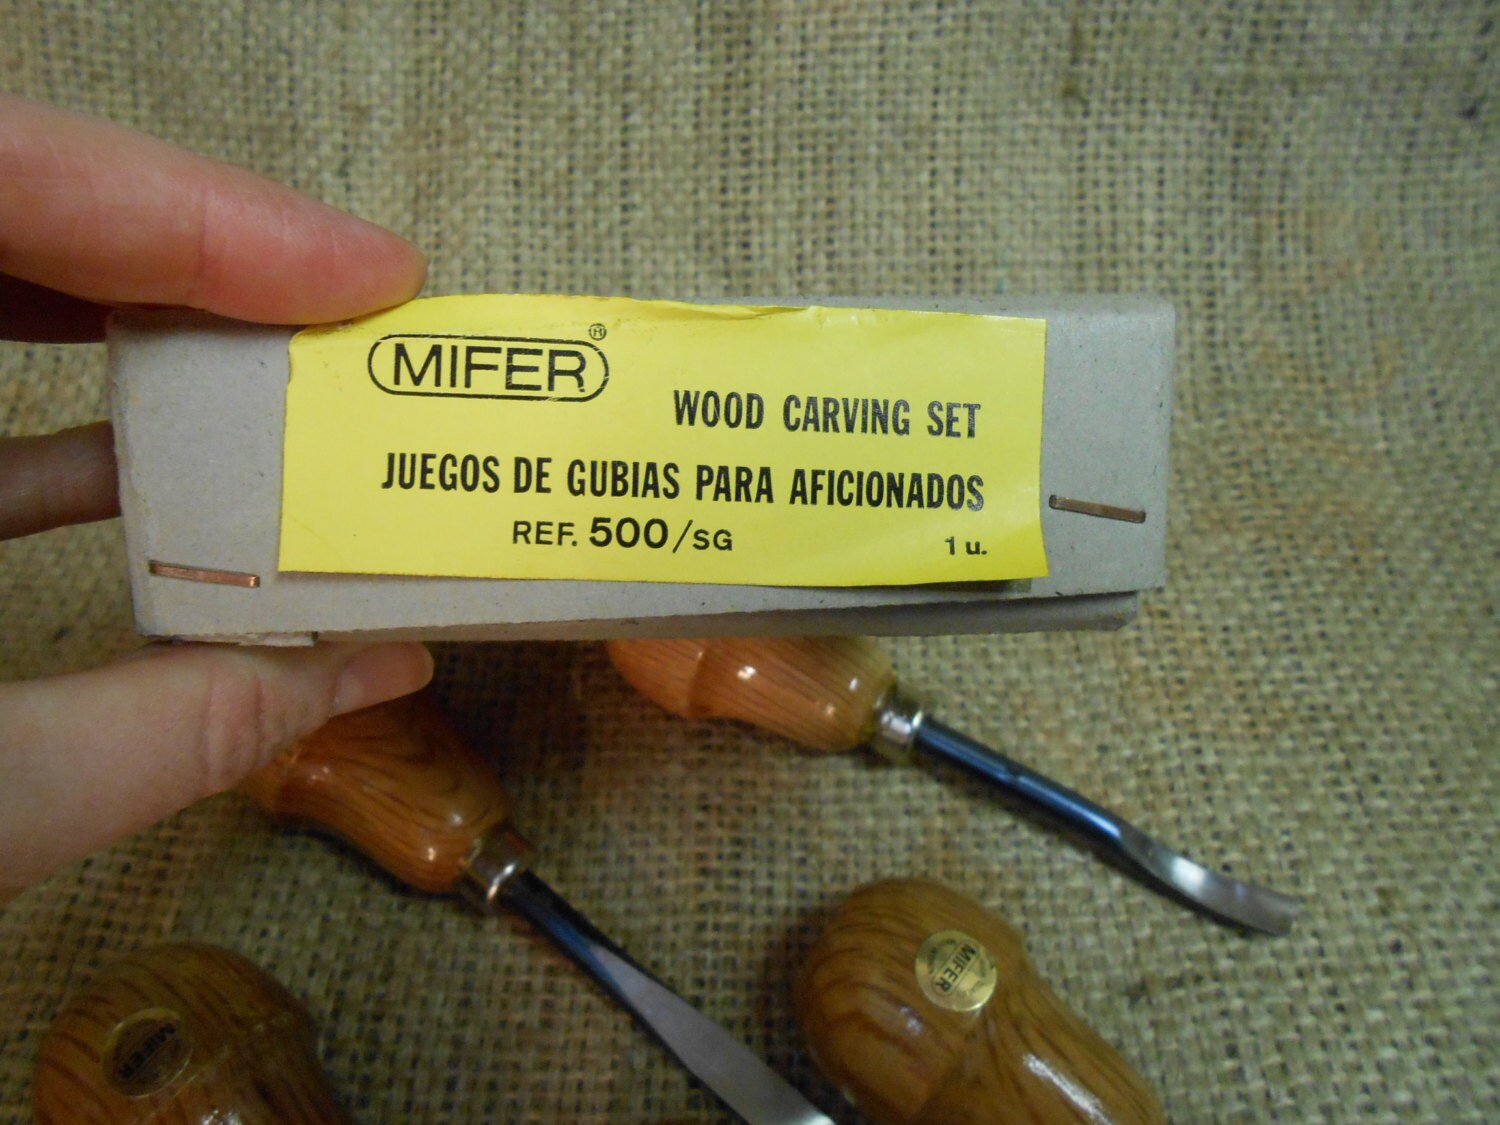 MIFER®
WOOD CARVING SET
JUEGOS DE GUBIAS PARA AFICIONADOS
REF. 500/SG
1 u.
MIFER
MIFER